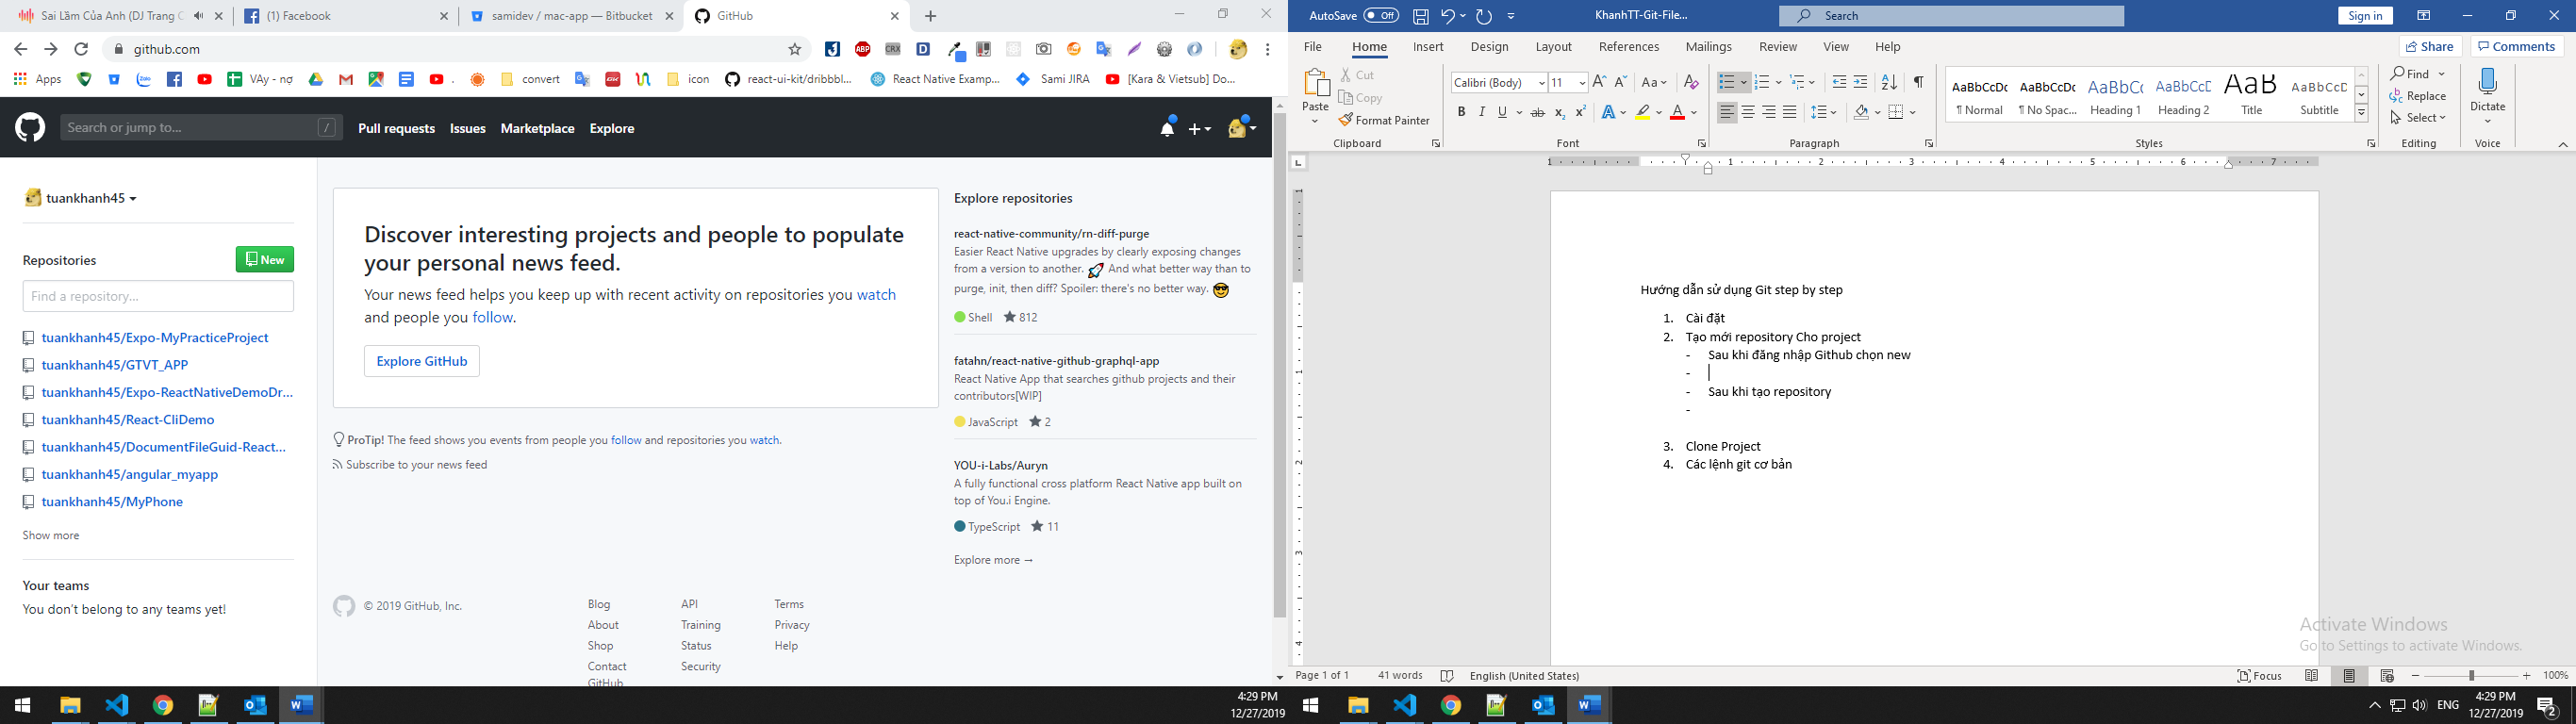 Sai Lầm Của Anh (DJ Trang C
(1) Facebook
samidev / mac-app — Bitbucket
GitHub
github.com
Apps
VAy - nợ
convert
icon
react-ui-kit/dribbbl...
React Native Examp...
Sami JIRA
[Kara & Vietsub] Do...
Search or jump to...
/
Pull requests Issues Marketplace Explore
tuankhanh45
Repositories
New
Find a repository...
tuankhanh45/Expo-MyPracticeProject
tuankhanh45/GTVT_APP
tuankhanh45/Expo-ReactNativeDemoDr...
tuankhanh45/React-CliDemo
tuankhanh45/DocumentFileGuid-React...
tuankhanh45/angular_myapp
tuankhanh45/MyPhone
Show more
Your teams
You don't belong to any teams yet!
Discover interesting projects and people to populate
your personal news feed.
Your news feed helps you keep up with recent activity on repositories you watch
and people you follow.
Explore GitHub
ProTip! The feed shows you events from people you follow and repositories you watch.
Subscribe to your news feed
© 2019 GitHub, Inc.
Blog
About
Shop
Contact
GitHub
API
Training
Status
Security
Terms
Privacy
Help
Explore repositories
react-native-community/rn-diff-purge
Easier React Native upgrades by clearly exposing changes
from a version to another. And what better way than to
purge, init, then diff? Spoiler: there's no better way.
Shell 812
fatahn/react-native-github-graphql-app
React Native App that searches github projects and their
contributors[WIP]
JavaScript 2
YOU-i-Labs/Auryn
A fully functional cross platform React Native app built on
top of You.i Engine.
TypeScript 11
Explore more →
4:29 PM
12/27/2019
AutoSave Off
KhanhTT-Git-File...
Search
Sign in
File Home Insert Design Layout References Mailings Review View Help
Share
Comments
Paste
Cut
Copy
Format Painter
Clipboard
Calibri (Body) 11
Font
Paragraph
AaBbCcDc AaBbCcDc AaBbCc AaBbCcD AaB AaBbCcD
¶ Normal ¶ No Spac... Heading 1 Heading 2 Title Subtitle
Styles
Find
Replace
Select
Editing
Dictate
Voice
1 1 2 3 4 5 6 7
Hướng dẫn sử dụng Git step by step
1. Cài đặt
2. Tạo mới repository Cho project
- Sau khi đăng nhập Github chọn new
-
- Sau khi tạo repository
-
3. Clone Project
4. Các lệnh git cơ bản
Activate Windows
Go to Settings to activate Windows.
Page 1 of 1 41 words English (United States)
Focus
100%
ENG
4:29 PM
12/27/2019
2